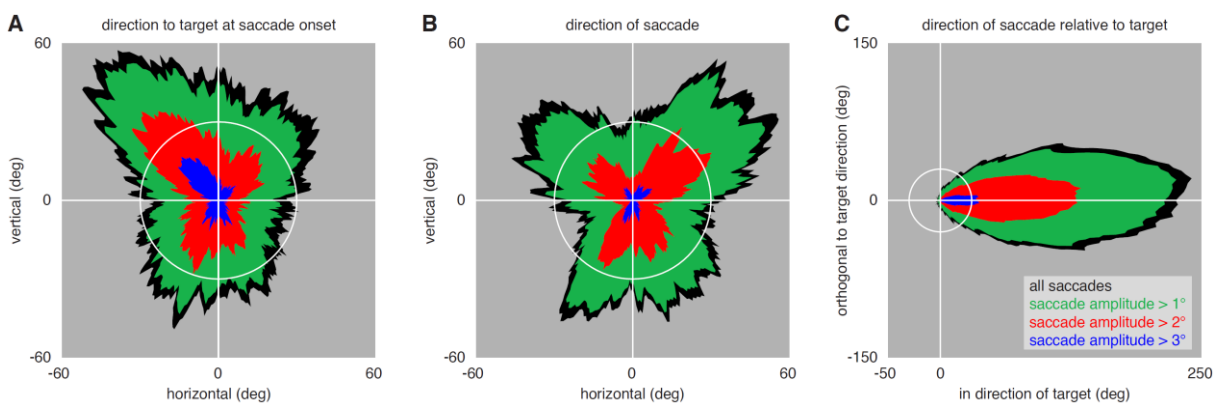 A direction to target at saccade onset
60
vertical (deg)
0
-60
-60 0 60
horizontal (deg)
B direction of saccade
60
vertical (deg)
0
-60
-60 0 60
horizontal (deg)
C direction of saccade relative to target
150
orthogonal to target direction (deg)
0
-150
-50 0 250
in direction of target (deg)
all saccades
saccade amplitude > 1°
saccade amplitude > 2°
saccade amplitude > 3°